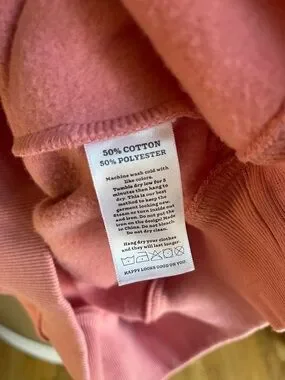 50% COTTON
50% POLYESTER
Machine wash cold with
like colors.
Tumble dry low for 5
minutes then hang to
dry. This is our best
method to keep the
garment looking new.
Steam or turn inside out
and iron. Do not put the
iron on the design! Made
in China. Do not bleach.
Do not dry clean.
Hang dry your clothes
and they will last longer.
HAPPY LOOKS GOOD ON YOU.